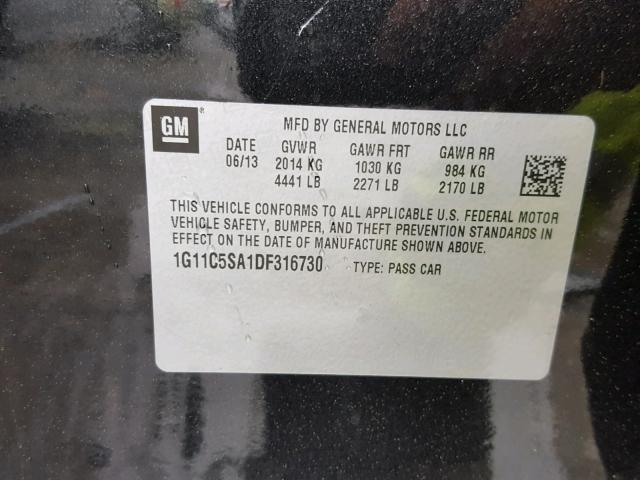 GM®
MFD BY GENERAL MOTORS LLC
DATE GVWR GAWR FRT GAWR RR
06/13 2014 KG 1030 KG 984 KG
4441 LB 2271 LB 2170 LB
THIS VEHICLE CONFORMS TO ALL APPLICABLE U.S. FEDERAL MOTOR
VEHICLE SAFETY, BUMPER, AND THEFT PREVENTION STANDARDS IN
EFFECT ON THE DATE OF MANUFACTURE SHOWN ABOVE.
1G11C5SA1DF316730 TYPE: PASS CAR